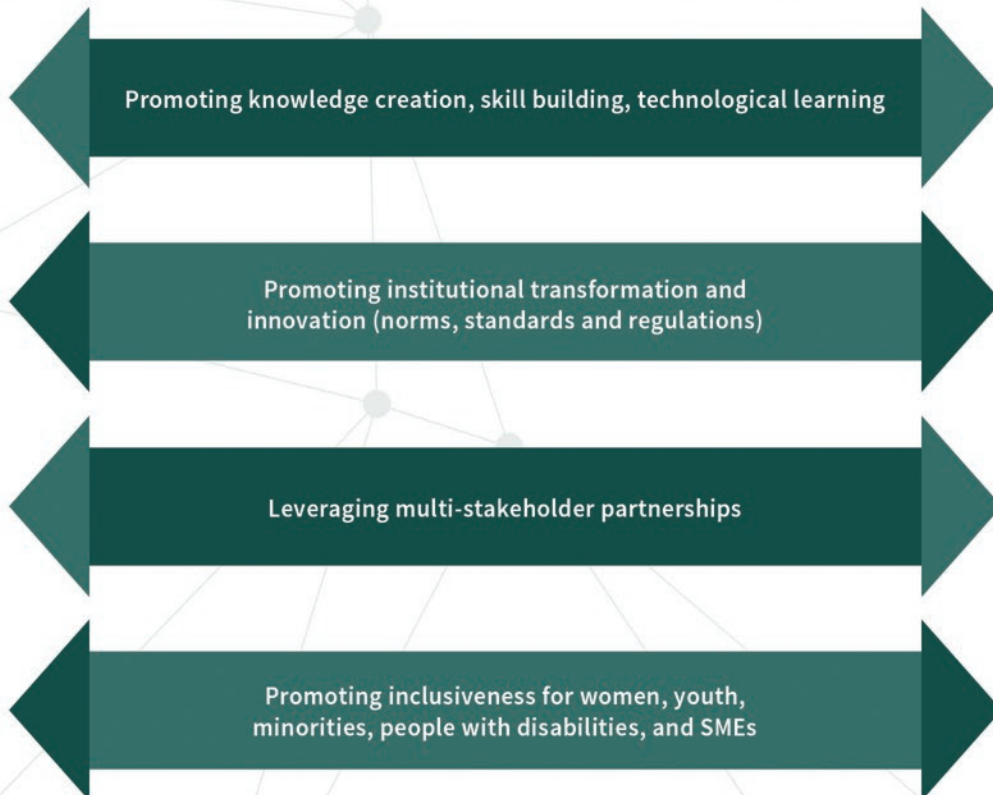 Promoting knowledge creation, skill building, technological learning
Promoting institutional transformation and
innovation (norms, standards and regulations)
Leveraging multi-stakeholder partnerships
Promoting inclusiveness for women, youth,
minorities, people with disabilities, and SMEs